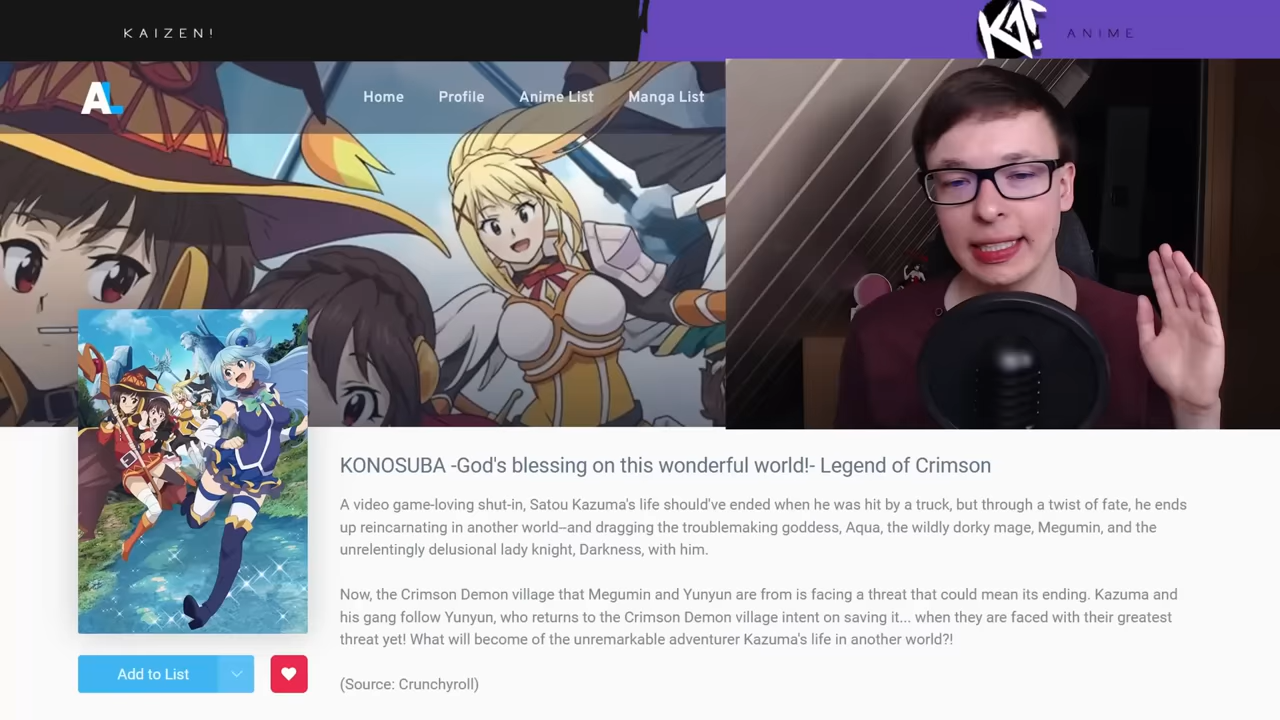 KAIZEN!
KA!
ANIME
AL
Home Profile Anime List Manga List
KONOSUBA -God's blessing on this wonderful world!- Legend of Crimson
A video game-loving shut-in, Satou Kazuma's life should've ended when he was hit by a truck, but through a twist of fate, he ends
up reincarnating in another world–and dragging the troublemaking goddess, Aqua, the wildly dorky mage, Megumin, and the
unrelentingly delusional lady knight, Darkness, with him.
Now, the Crimson Demon village that Megumin and Yunyun are from is facing a threat that could mean its ending. Kazuma and
his gang follow Yunyun, who returns to the Crimson Demon village intent on saving it... when they are faced with their greatest
threat yet! What will become of the unremarkable adventurer Kazuma's life in another world?!
(Source: Crunchyroll)
Add to List